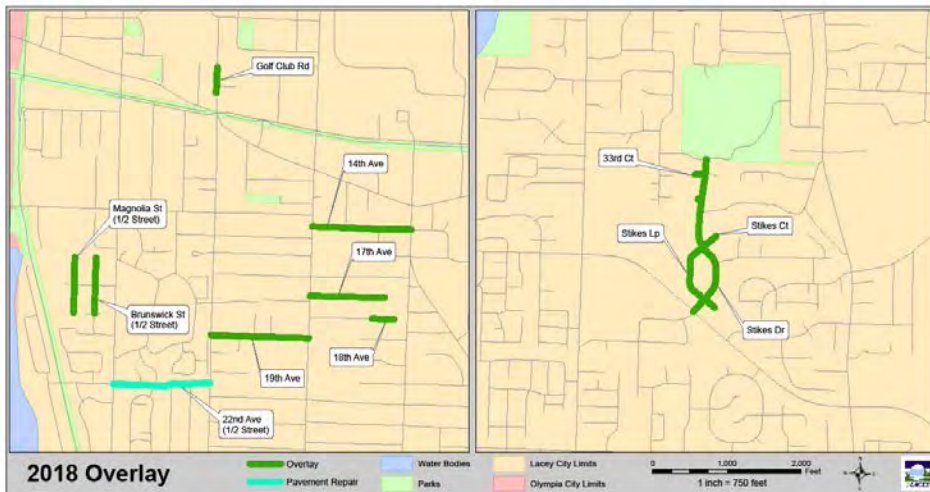 Golf Club Rd
14th Ave
Magnolia St
(1/2 Street)
17th Ave
Brunswick St
(1/2 Street)
18th Ave
19th Ave
22nd Ave
(1/2 Street)
33rd Ct
Stikes Ct
Stikes Lp
Stikes Dr
2018 Overlay
Overlay
Pavement Repair
Water Bodies
Parks
Lacey City Limits
Olympia City Limits
0 1,000 2,000
Feet
1 inch = 750 feet
LACEY